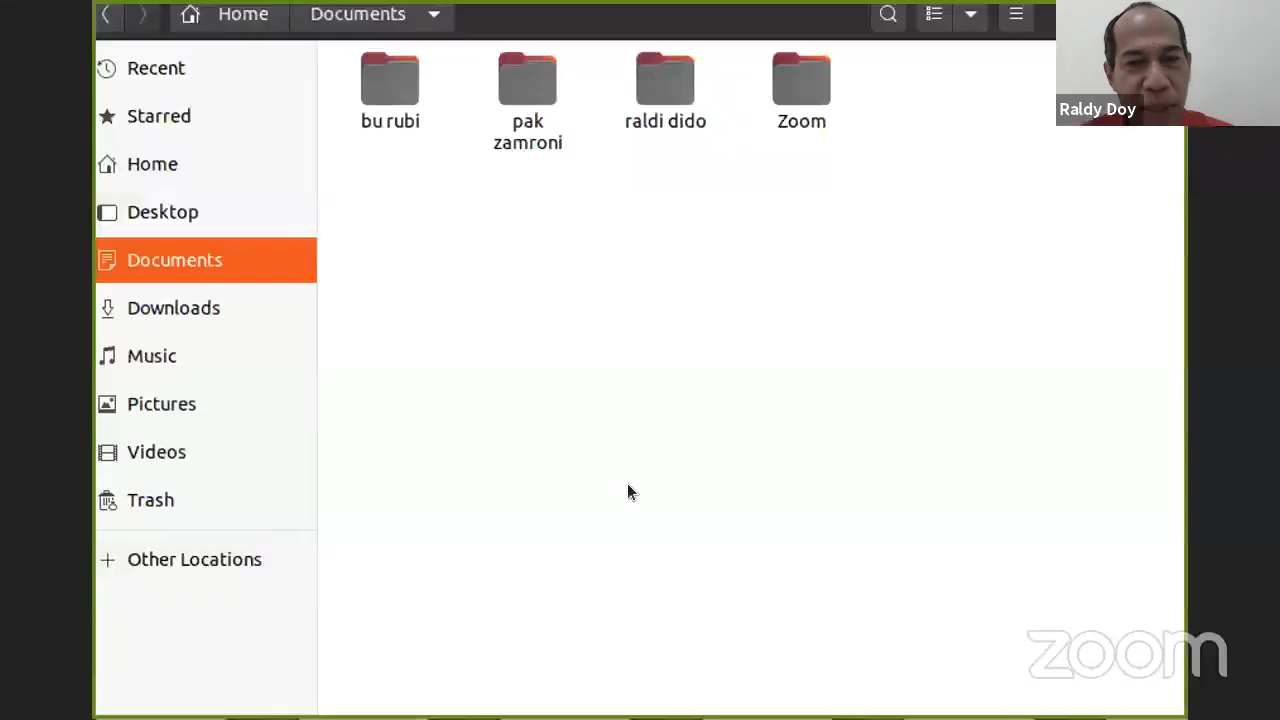 Home Documents
Raldy Doy
Recent
Starred
Home
Desktop
Documents
Downloads
Music
Pictures
Videos
Trash
Other Locations
bu rubi
pak
zamroni
raldi dido
Zoom
zoom